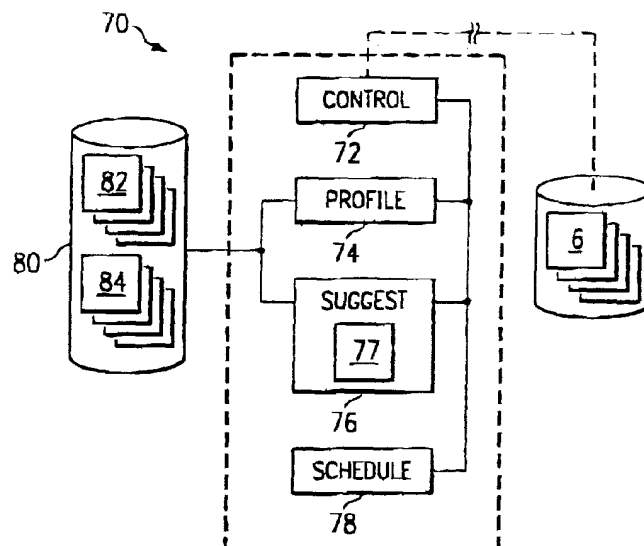 70
CONTROL
72
82
PROFILE
6
74
80
84
SUGGEST
77
76
SCHEDULE
78